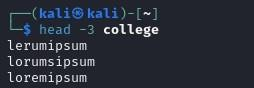 ┌──(kali㉿kali)-[~]
└─$ head -3 college
lerumipsum
lorumsipsum
loremipsum